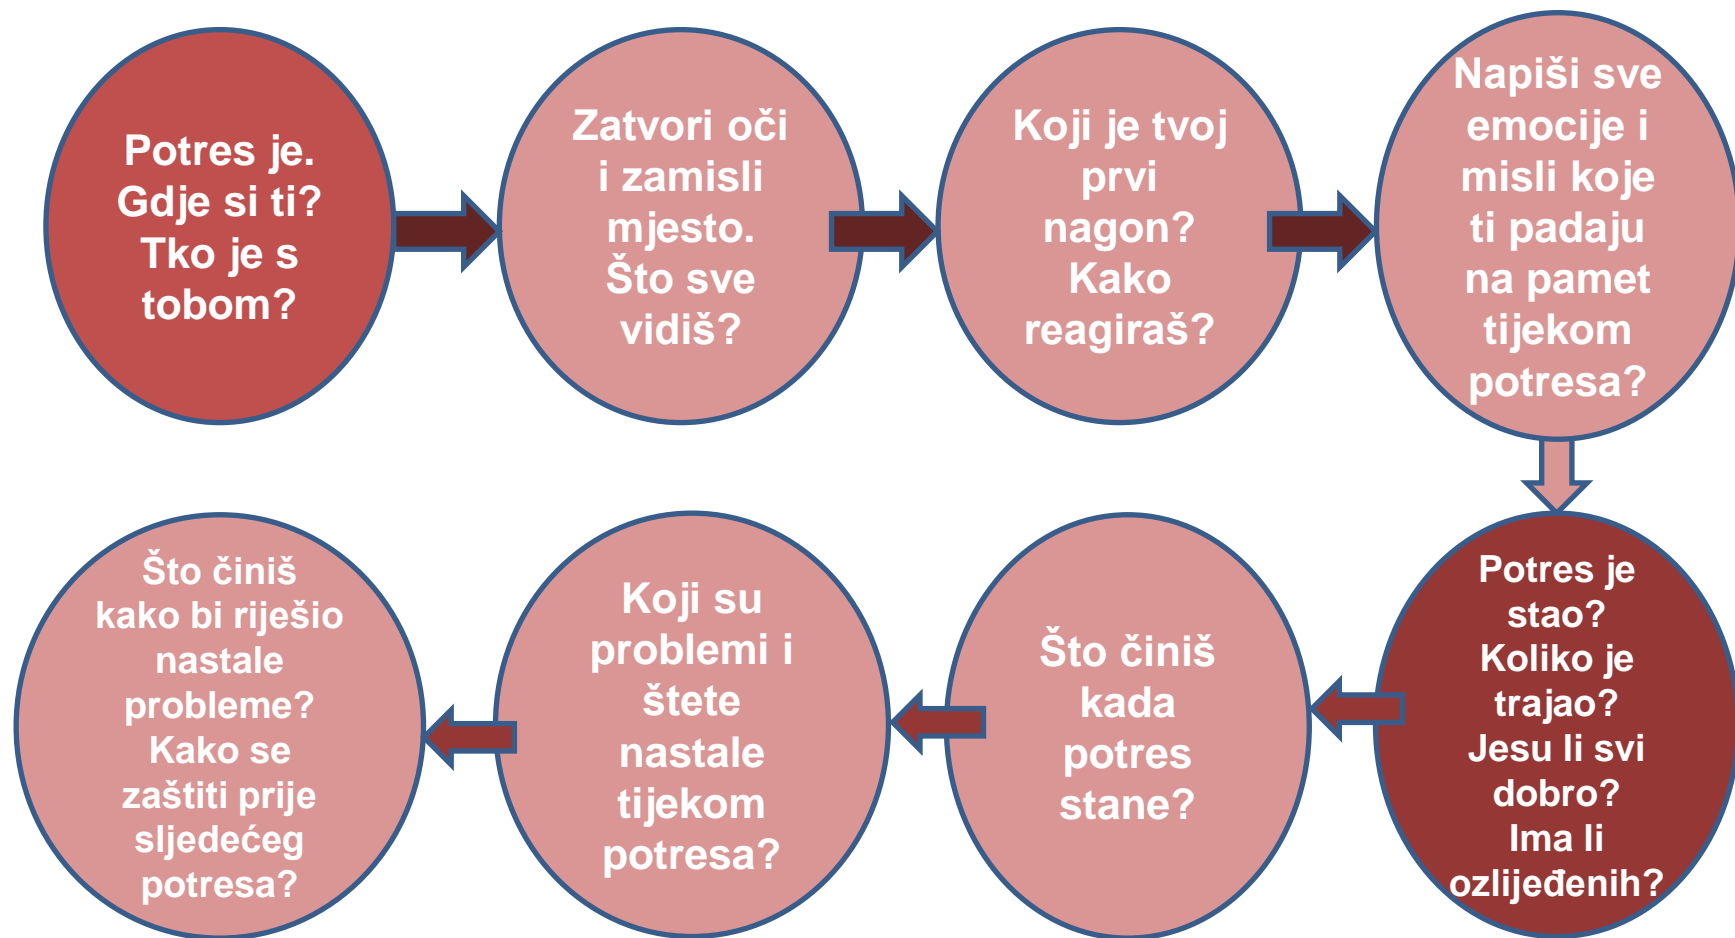 Potres je.
Gdje si ti?
Tko je s
tobom?
Zatvori oči
i zamisli
mjesto.
Što sve
vidiš?
Koji je tvoj
prvi
nagon?
Kako
reagiraš?
Napiši sve
emocije i
misli koje
ti padaju
na pamet
tijekom
potresa?
Potres je
stao?
Koliko je
trajao?
Jesu li svi
dobro?
Ima li
ozlijeđenih?
Što činiš
kada
potres
stane?
Koji su
problemi i
štete
nastale
tijekom
potresa?
Što činiš
kako bi riješio
nastale
probleme?
Kako se
zaštiti prije
sljedećeg
potresa?